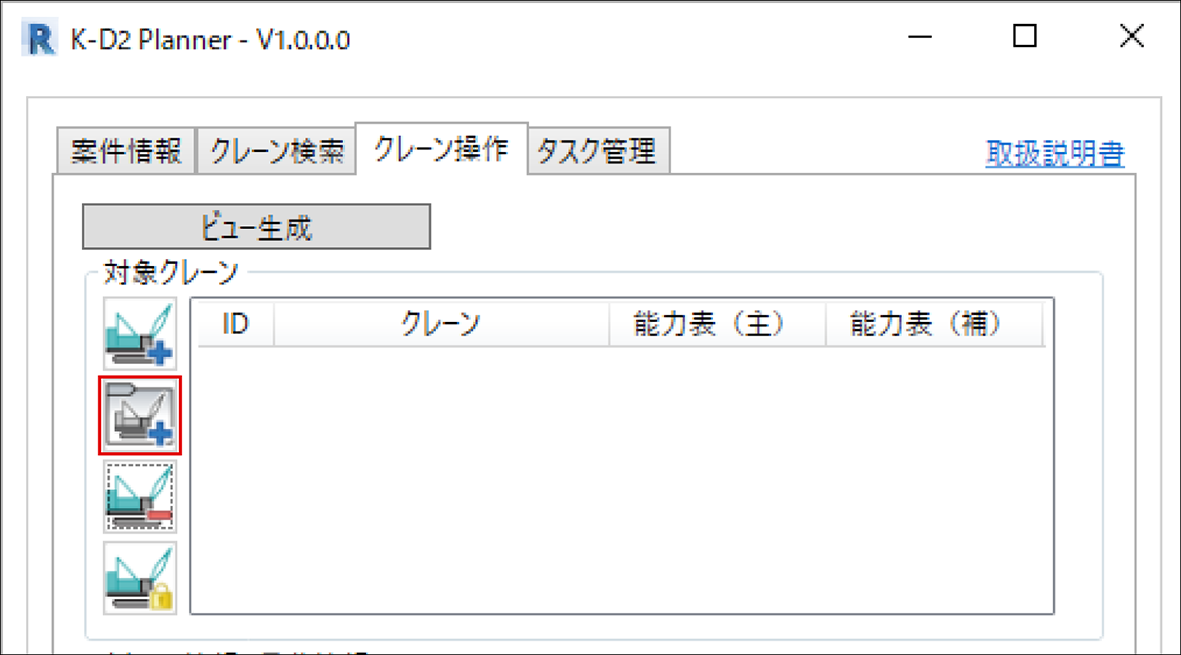 K-D2 Planner - V1.0.0.0
案件情報 クレーン検索 クレーン操作 タスク管理 取扱説明書
ビュー生成
対象クレーン
ID クレーン 能力表（主） 能力表（補）